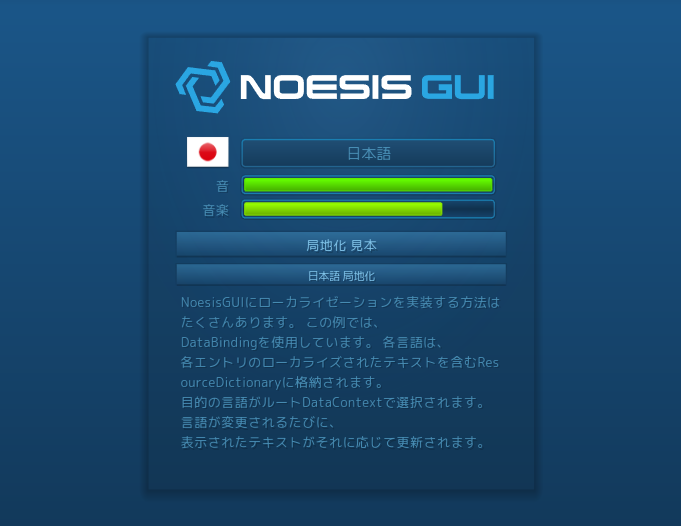 NOESIS GUI
日本語
音
音楽
局地化 見本
日本語 局地化
NoesisGUIにローカライゼーションを実装する方法は
たくさんあります。 この例では、
DataBindingを使用しています。 各言語は、
各エントリのローカライズされたテキストを含むRes
ourceDictionaryに格納されます。
目的の言語がルートDataContextで選択されます。
言語が変更されるたびに、
表示されたテキストがそれに応じて更新されます。